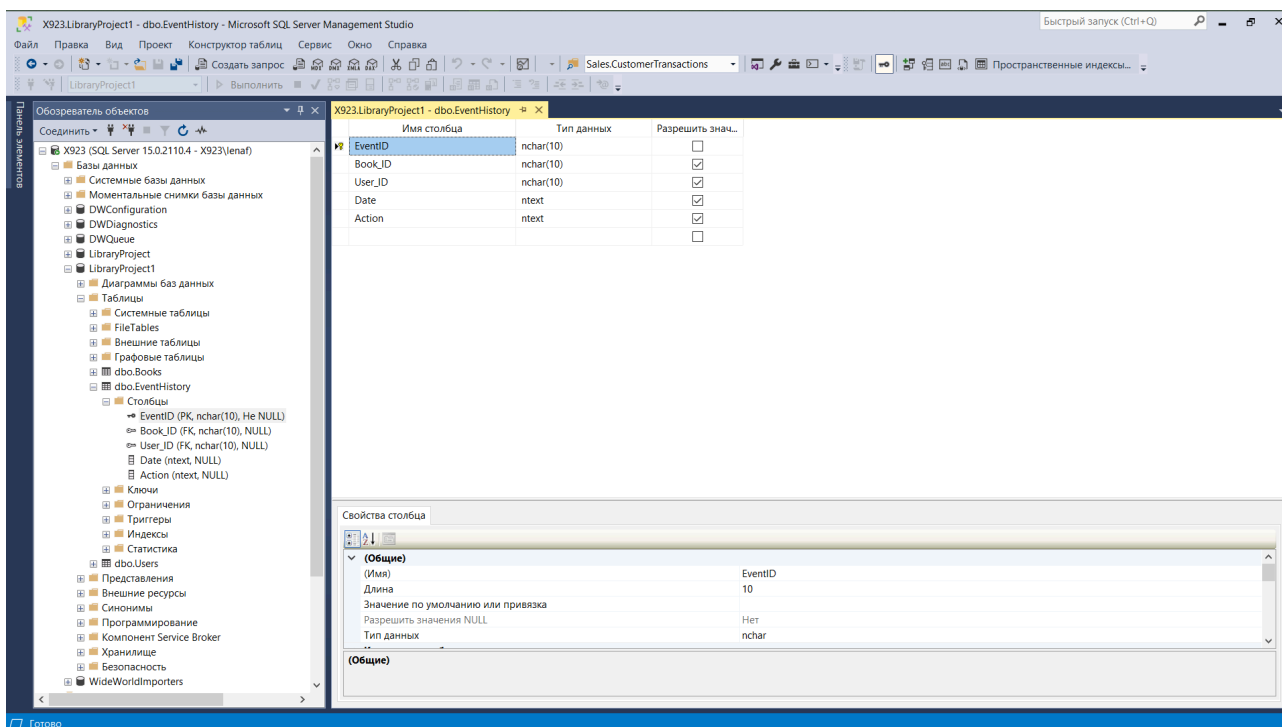 X923.LibraryProject1 - dbo.EventHistory - Microsoft SQL Server Management Studio
Быстрый запуск (Ctrl+Q)
Файл Правка Вид Проект Конструктор таблиц Сервис Окно Справка
Создать запрос
Sales.CustomerTransactions
Пространственные индексы...
LibraryProject1
Выполнить
Панель элементов
Обозреватель объектов
Соединить
X923 (SQL Server 15.0.2110.4 - X923\lenaf)
Базы данных
Системные базы данных
Моментальные снимки базы данных
DWConfiguration
DWDiagnostics
DWQueue
LibraryProject
LibraryProject1
Диаграммы баз данных
Таблицы
Системные таблицы
FileTables
Внешние таблицы
Графовые таблицы
dbo.Books
dbo.EventHistory
Столбцы
EventID (PK, nchar(10), Не NULL)
Book_ID (FK, nchar(10), NULL)
User_ID (FK, nchar(10), NULL)
Date (ntext, NULL)
Action (ntext, NULL)
Ключи
Ограничения
Триггеры
Индексы
Статистика
dbo.Users
Представления
Внешние ресурсы
Синонимы
Программирование
Компонент Service Broker
Хранилище
Безопасность
WideWorldImporters
X923.LibraryProject1 - dbo.EventHistory
Имя столбца Тип данных Разрешить знач...
EventID nchar(10)
Book_ID nchar(10)
User_ID nchar(10)
Date ntext
Action ntext
Свойства столбца
(Общие)
(Имя) EventID
Длина 10
Значение по умолчанию или привязка
Разрешить значения NULL Нет
Тип данных nchar
(Общие)
Готово